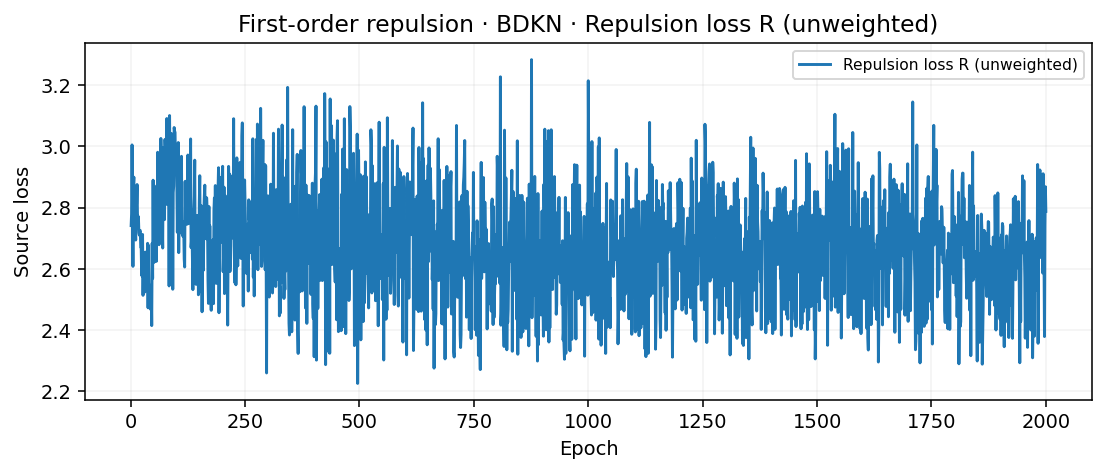 First-order repulsion · BDKN · Repulsion loss R (unweighted)
Repulsion loss R (unweighted)
Source loss
3.2
3.0
2.8
2.6
2.4
2.2
0 250 500 750 1000 1250 1500 1750 2000
Epoch